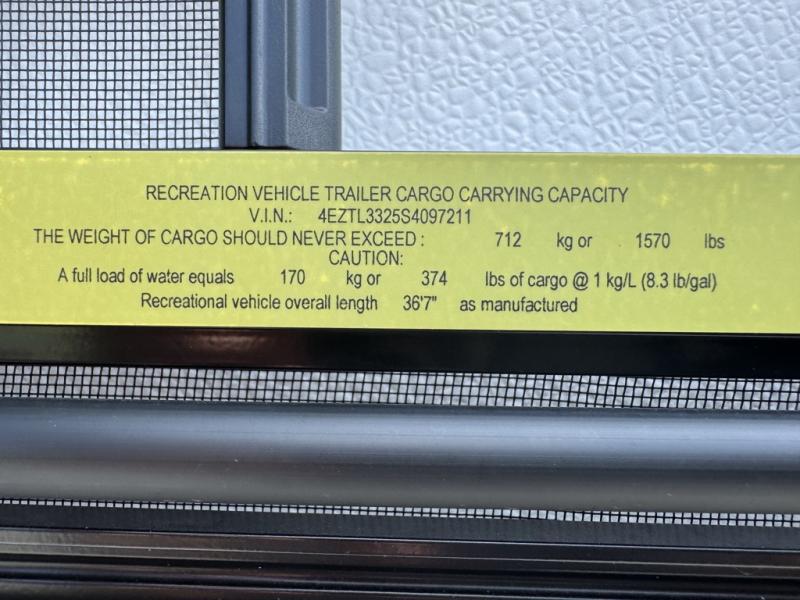 RECREATION VEHICLE TRAILER CARGO CARRYING CAPACITY
V.I.N.: 4EZTL3325S4097211
THE WEIGHT OF CARGO SHOULD NEVER EXCEED : 712 kg or 1570 lbs
CAUTION:
A full load of water equals 170 kg or 374 lbs of cargo @ 1 kg/L (8.3 lb/gal)
Recreational vehicle overall length 36'7" as manufactured